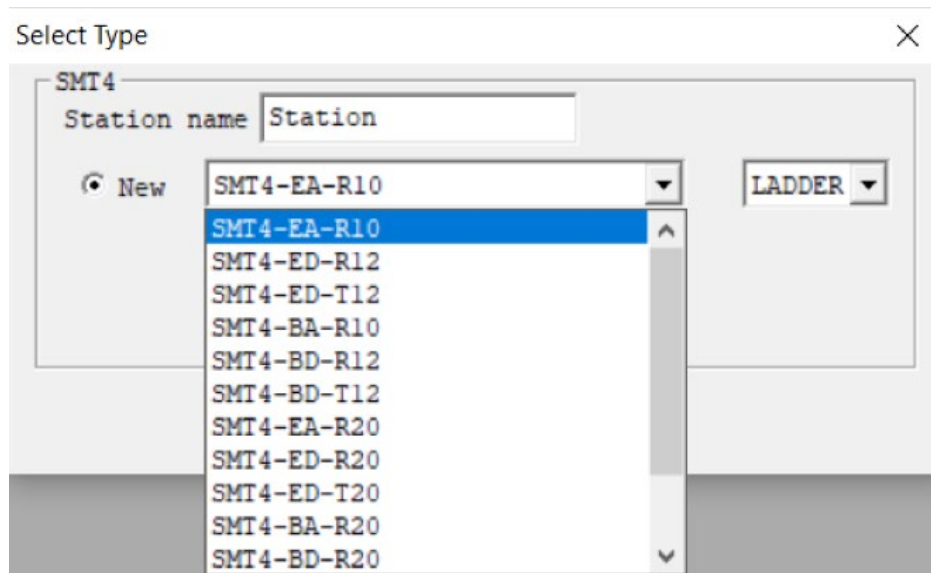 Select Type
SMT4
Station name Station
New SMT4-EA-R10 LADDER
SMT4-EA-R10
SMT4-ED-R12
SMT4-ED-T12
SMT4-BA-R10
SMT4-BD-R12
SMT4-BD-T12
SMT4-EA-R20
SMT4-ED-R20
SMT4-ED-T20
SMT4-BA-R20
SMT4-BD-R20